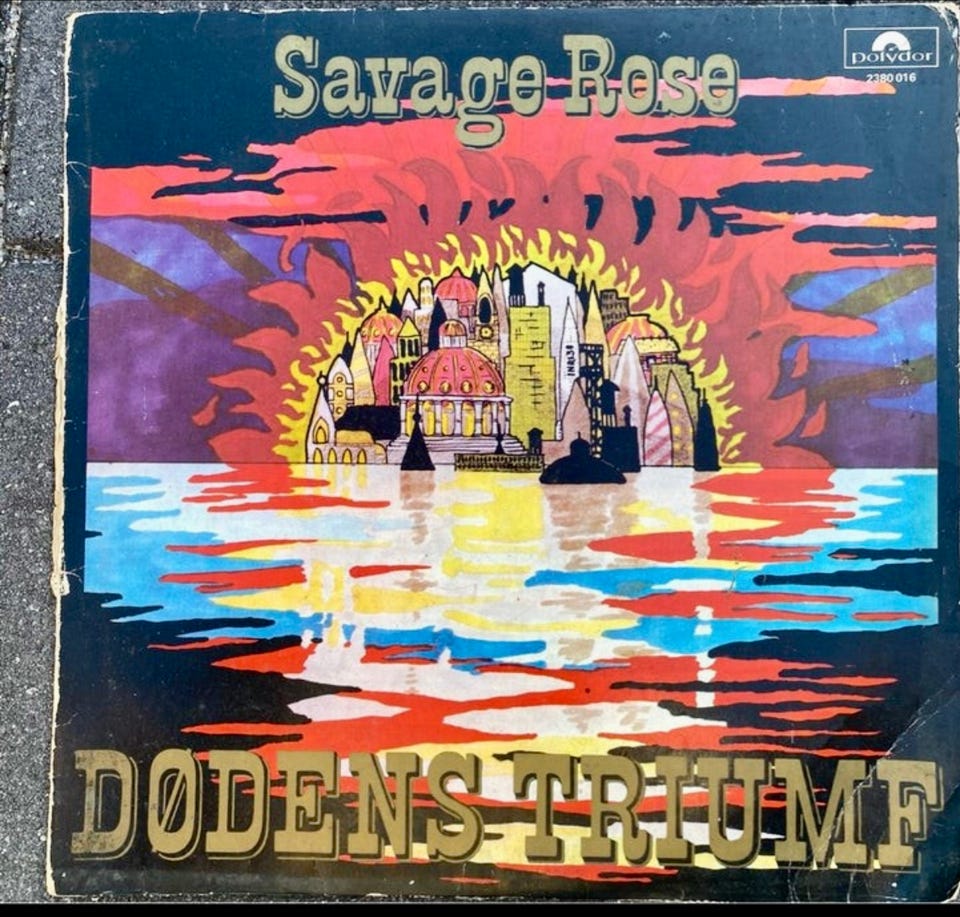 Savage Rose
polydor
2380 016
DØDENS TRIUMF